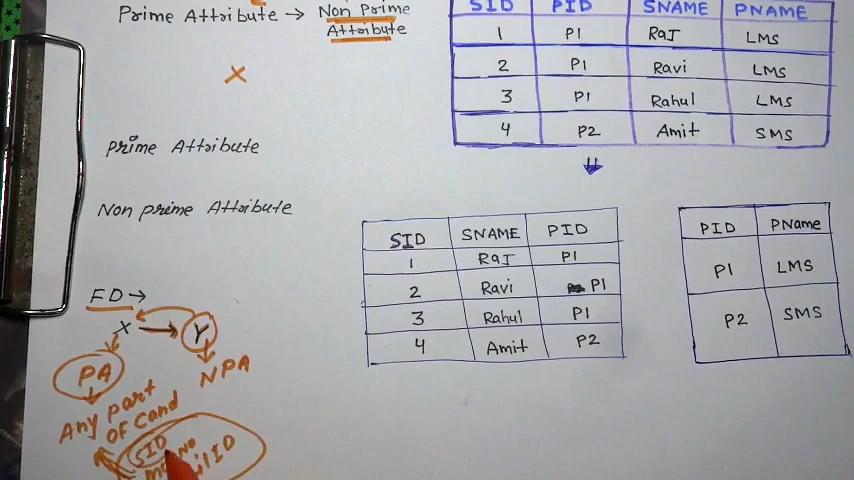 Prime Attribute → Non Prime
Attribute
x
Prime Attribute
Non prime Attribute
SID PID SNAME PNAME
1 P1 RaJ LMS
2 P1 Ravi LMS
3 P1 Rahul LMS
4 P2 Amit SMS
SID SNAME PID
1 RaJ P1
2 Ravi P1
3 Rahul P1
4 Amit P2
PID PName
P1 LMS
P2 SMS
FD →
X → Y
PA NPA
Any part
OF Cand
SID